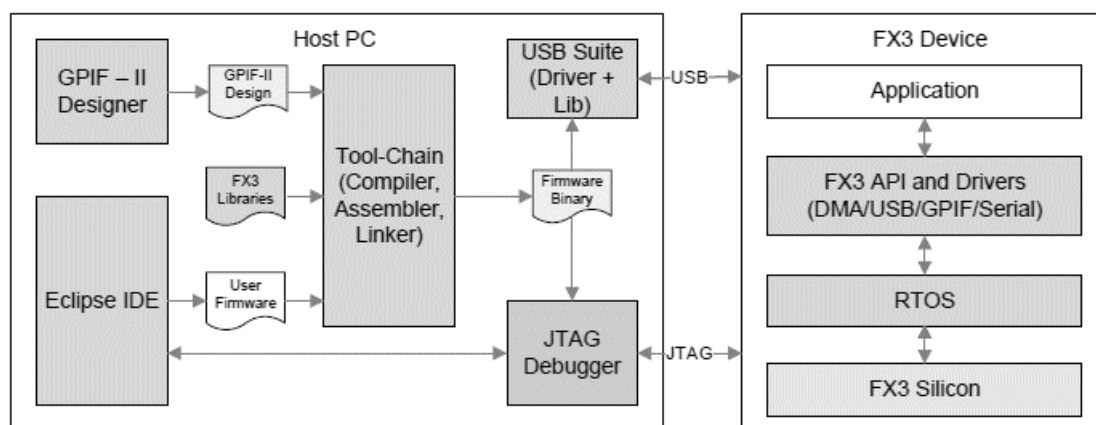 Host PC
GPIF – II
Designer
GPIF-II
Design
FX3
Libraries
Eclipse IDE
User
Firmware
Tool-Chain
(Compiler,
Assembler,
Linker)
Firmware
Binary
USB Suite
(Driver +
Lib)
JTAG
Debugger
USB
JTAG
FX3 Device
Application
FX3 API and Drivers
(DMA/USB/GPIF/Serial)
RTOS
FX3 Silicon